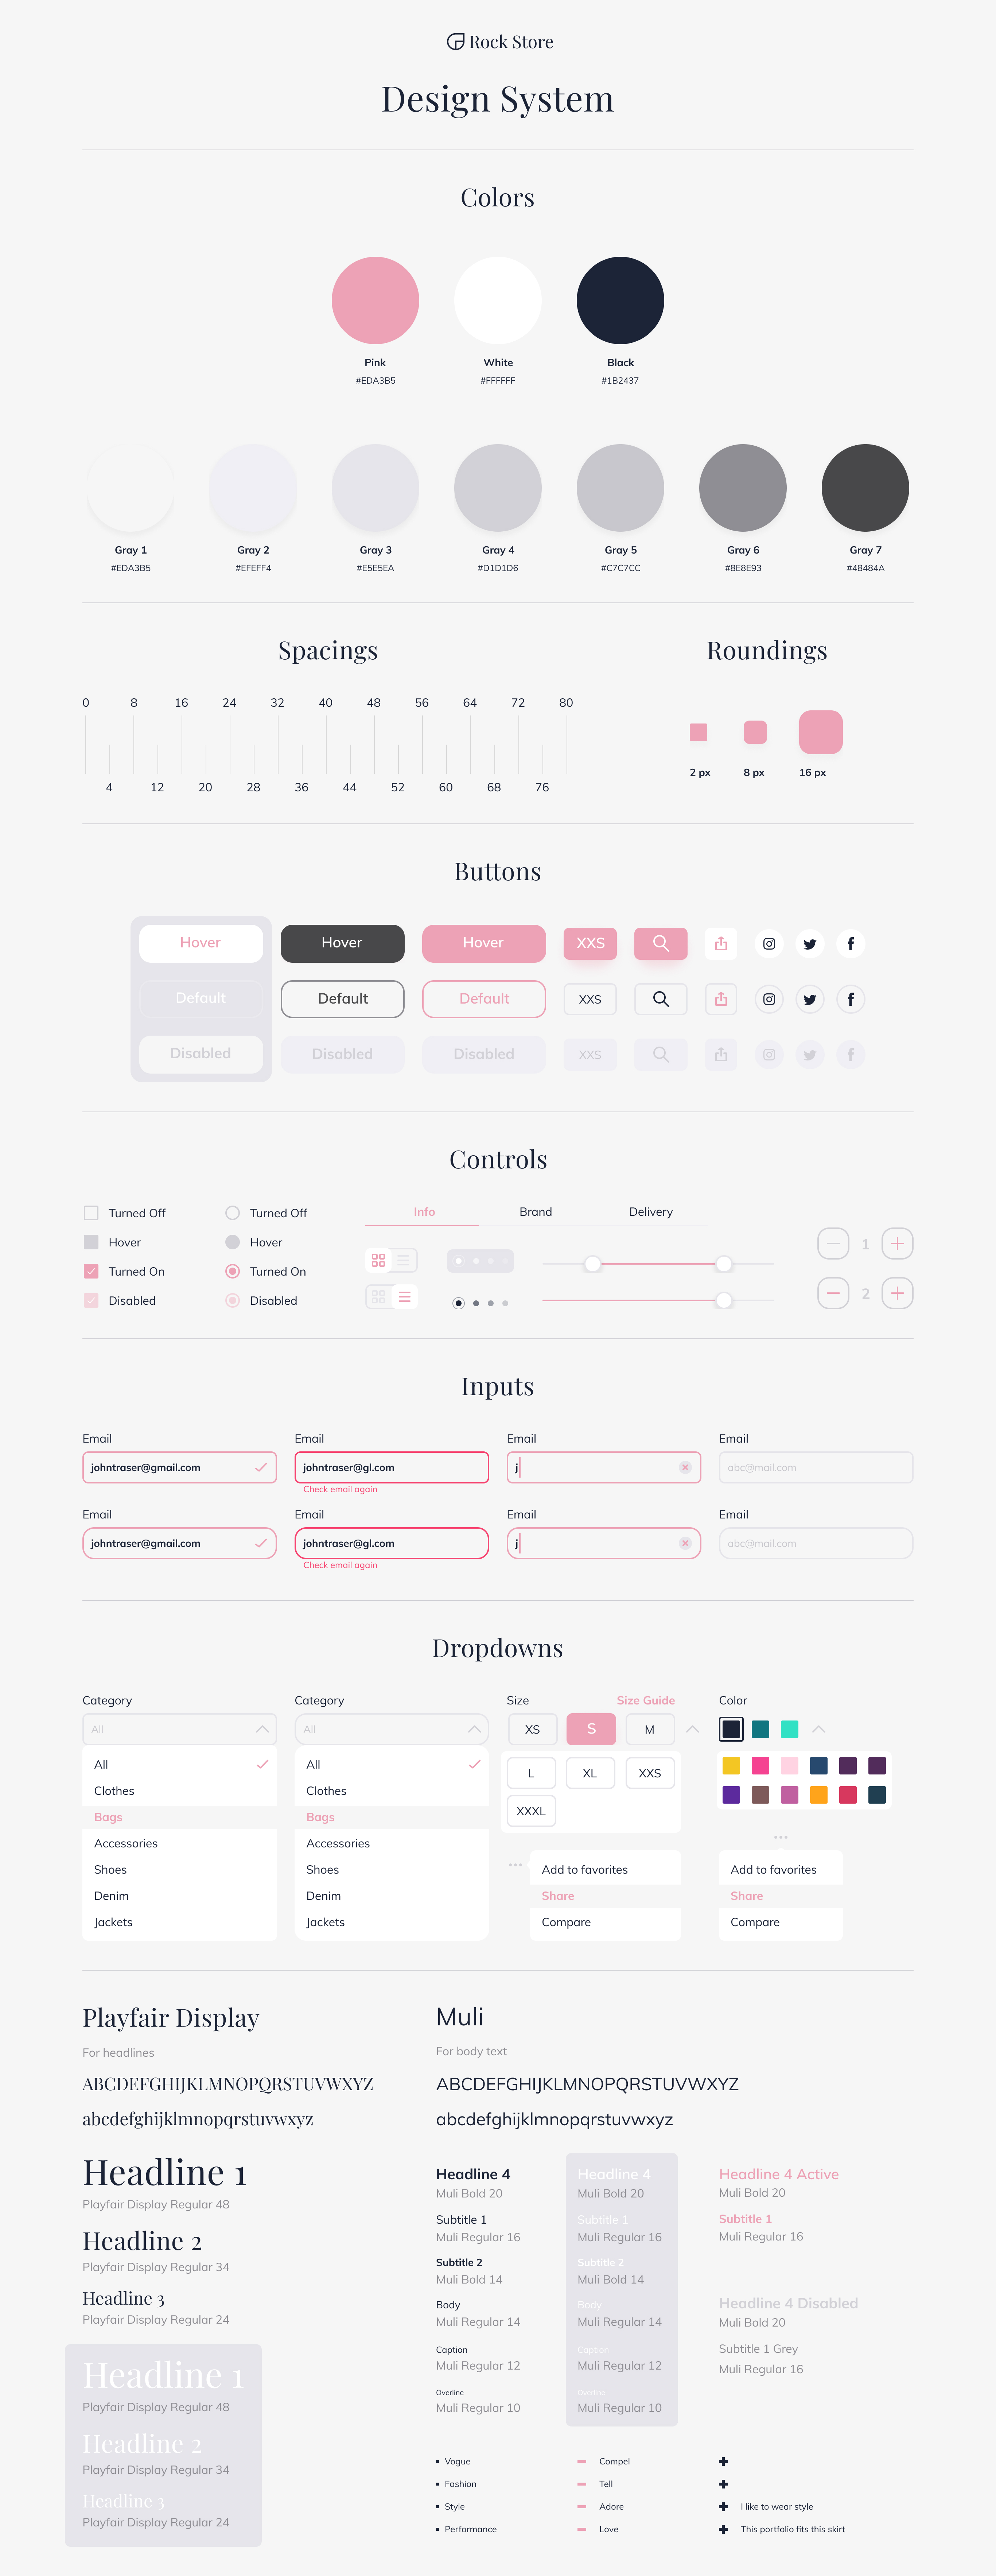 Rock Store
Design System
Colors
Pink
#EDA3B5
White
#FFFFFF
Black
#1B2437
Gray 1
#EDA3B5
Gray 2
#EFEFF4
Gray 3
#E5E5EA
Gray 4
#D1D1D6
Gray 5
#C7C7CC
Gray 6
#8E8E93
Gray 7
#48484A
Spacings
0 8 16 24 32 40 48 56 64 72 80
4 12 20 28 36 44 52 60 68 76
Roundings
2 px 8 px 16 px
Buttons
Hover Hover Hover XXS
Default Default Default XXS
Disabled Disabled Disabled XXS
Controls
Turned Off
Hover
Turned On
Disabled
Turned Off
Hover
Turned On
Disabled
Info Brand Delivery
1
2
Inputs
Email
johntraser@gmail.com
Email
johntraser@gl.com
Check email again
Email
j
Email
abc@mail.com
Email
johntraser@gmail.com
Email
johntraser@gl.com
Check email again
Email
j
Email
abc@mail.com
Dropdowns
Category
All
All
Clothes
Bags
Accessories
Shoes
Denim
Jackets
Category
All
All
Clothes
Bags
Accessories
Shoes
Denim
Jackets
Size Size Guide
XS S M
L XL XXS
XXXL
Add to favorites
Share
Compare
Color
Add to favorites
Share
Compare
Playfair Display
For headlines
ABCDEFGHIJKLMNOPQRSTUVWXYZ
abcdefghijklmnopqrstuvwxyz
Headline 1
Playfair Display Regular 48
Headline 2
Playfair Display Regular 34
Headline 3
Playfair Display Regular 24
Headline 1
Playfair Display Regular 48
Headline 2
Playfair Display Regular 34
Headline 3
Playfair Display Regular 24
Muli
For body text
ABCDEFGHIJKLMNOPQRSTUVWXYZ
abcdefghijklmnopqrstuvwxyz
Headline 4
Muli Bold 20
Subtitle 1
Muli Regular 16
Subtitle 2
Muli Bold 14
Body
Muli Regular 14
Caption
Muli Regular 12
Overline
Muli Regular 10
Headline 4
Muli Bold 20
Subtitle 1
Muli Regular 16
Subtitle 2
Muli Bold 14
Body
Muli Regular 14
Caption
Muli Regular 12
Overline
Muli Regular 10
Headline 4 Active
Muli Bold 20
Subtitle 1
Muli Regular 16
Headline 4 Disabled
Muli Bold 20
Subtitle 1 Grey
Muli Regular 16
Vogue
Fashion
Style
Performance
Compel
Tell
Adore
Love
I like to wear style
This portfolio fits this skirt